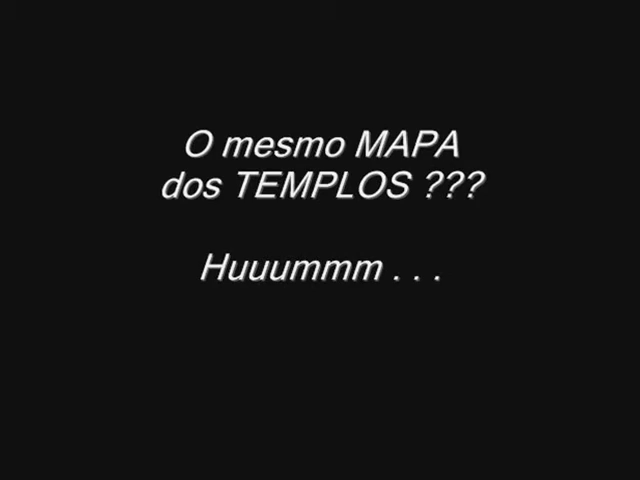 O mesmo MAPA
dos TEMPLOS ???
Huuummm . . .